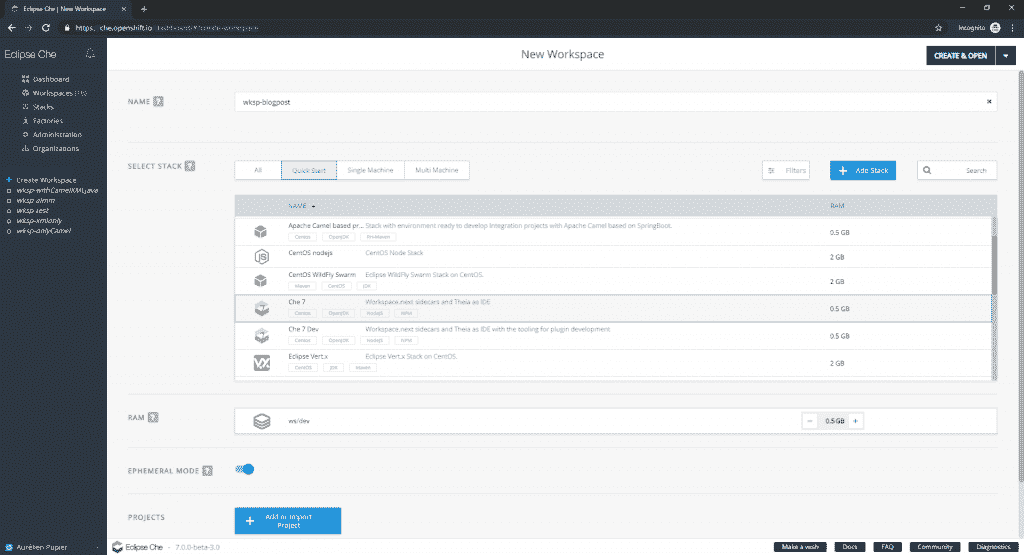 Eclipse Che | New Workspace
https://che.openshift.io
Incognito
Eclipse Che
New Workspace
CREATE & OPEN
Dashboard
Workspaces
Stacks
Factories
Administration
Organizations
Create Workspace
wksp-withCamelXMLjava
wksp-test
wksp-xmlonly
wksp-onlyCamel
NAME
wksp-blogpost
SELECT STACK
All
Quick Start
Single Machine
Multi Machine
Filters
Add Stack
Search
NAME
RAM
Apache Camel based pr... Stack with environment ready to develop Integration projects with Apache Camel based on SpringBoot.
0.5 GB
Centos OpenJDK
CentOS nodejs CentOS Node Stack
2 GB
CentOS WildFly Swarm Eclipse WildFly Swarm Stack on CentOS.
2 GB
Maven CentOS JDK
Che 7 Workspace.next sidecars and Theia as IDE
0.5 GB
Centos OpenJDK NodeJS NPM
Che 7 Dev Workspace.next sidecars and Theia as IDE with the tooling for plugin development
0.5 GB
Centos OpenJDK NodeJS NPM
Eclipse Vert.x Eclipse Vert.x Stack on CentOS.
2 GB
CentOS JDK Maven
RAM
ws/dev
0.5 GB
EPHEMERAL MODE
PROJECTS
Add or Import
Project
Aurélien Pupier
Eclipse Che - 7.0.0-beta-3.0
Make a wish
Docs
FAQ
Community
Diagnostics